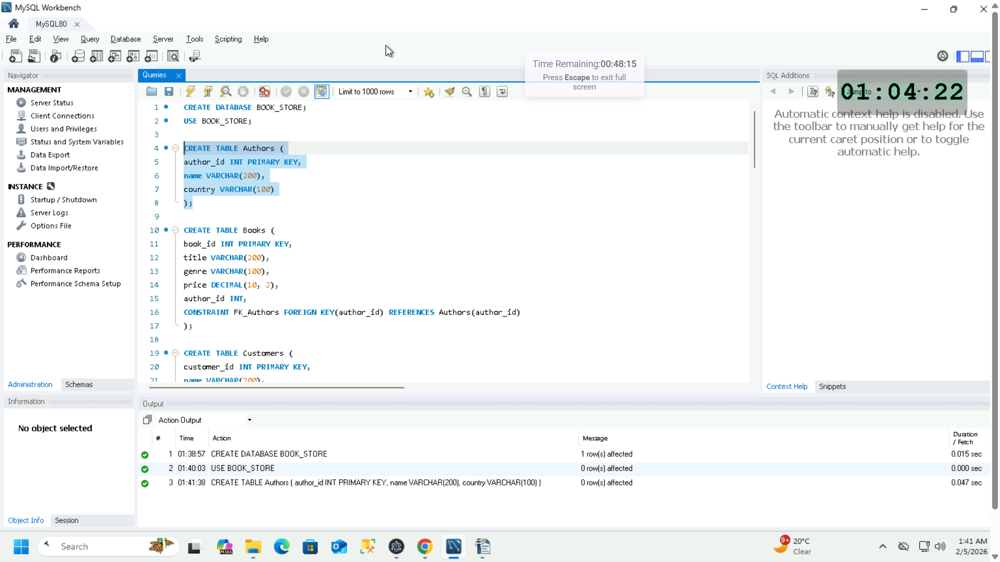 MySQL Workbench
MySQL80
File Edit View Query Database Server Tools Scripting Help
Time Remaining:00:48:15
Press Escape to exit full
screen
Navigator
MANAGEMENT
Server Status
Client Connections
Users and Privileges
Status and System Variables
Data Export
Data Import/Restore
INSTANCE
Startup / Shutdown
Server Logs
Options File
PERFORMANCE
Dashboard
Performance Reports
Performance Schema Setup
Administration Schemas
Information
No object selected
Object Info Session
Queries
Limit to 1000 rows
1 CREATE DATABASE BOOK_STORE;
2 USE BOOK_STORE;
3
4 CREATE TABLE Authors (
5 author_id INT PRIMARY KEY,
6 name VARCHAR(200),
7 country VARCHAR(100)
8 );
9
10 CREATE TABLE Books (
11 book_id INT PRIMARY KEY,
12 title VARCHAR(200),
13 genre VARCHAR(100),
14 price DECIMAL(10, 2),
15 author_id INT,
16 CONSTRAINT FK_Authors FOREIGN KEY(author_id) REFERENCES Authors(author_id)
17 );
18
19 CREATE TABLE Customers (
20 customer_id INT PRIMARY KEY,
21 name VARCHAR(200),
SQL Additions
Jump to
01:04:22
Automatic context help is disabled. Use
the toolbar to manually get help for the
current caret position or to toggle
automatic help.
Context Help Snippets
Output
Action Output
# Time Action Message Duration / Fetch
1 01:38:57 CREATE DATABASE BOOK_STORE 1 row(s) affected 0.015 sec
2 01:40:03 USE BOOK_STORE 0 row(s) affected 0.000 sec
3 01:41:38 CREATE TABLE Authors ( author_id INT PRIMARY KEY, name VARCHAR(200), country VARCHAR(100) ) 0 row(s) affected 0.047 sec
Search
M365
9+
20°C
Clear
1:41 AM
2/5/2026